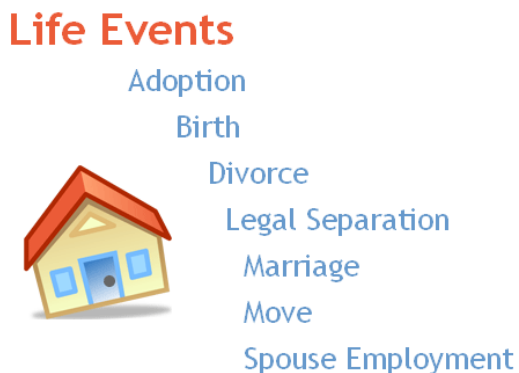 Life Events
Adoption
Birth
Divorce
Legal Separation
Marriage
Move
Spouse Employment